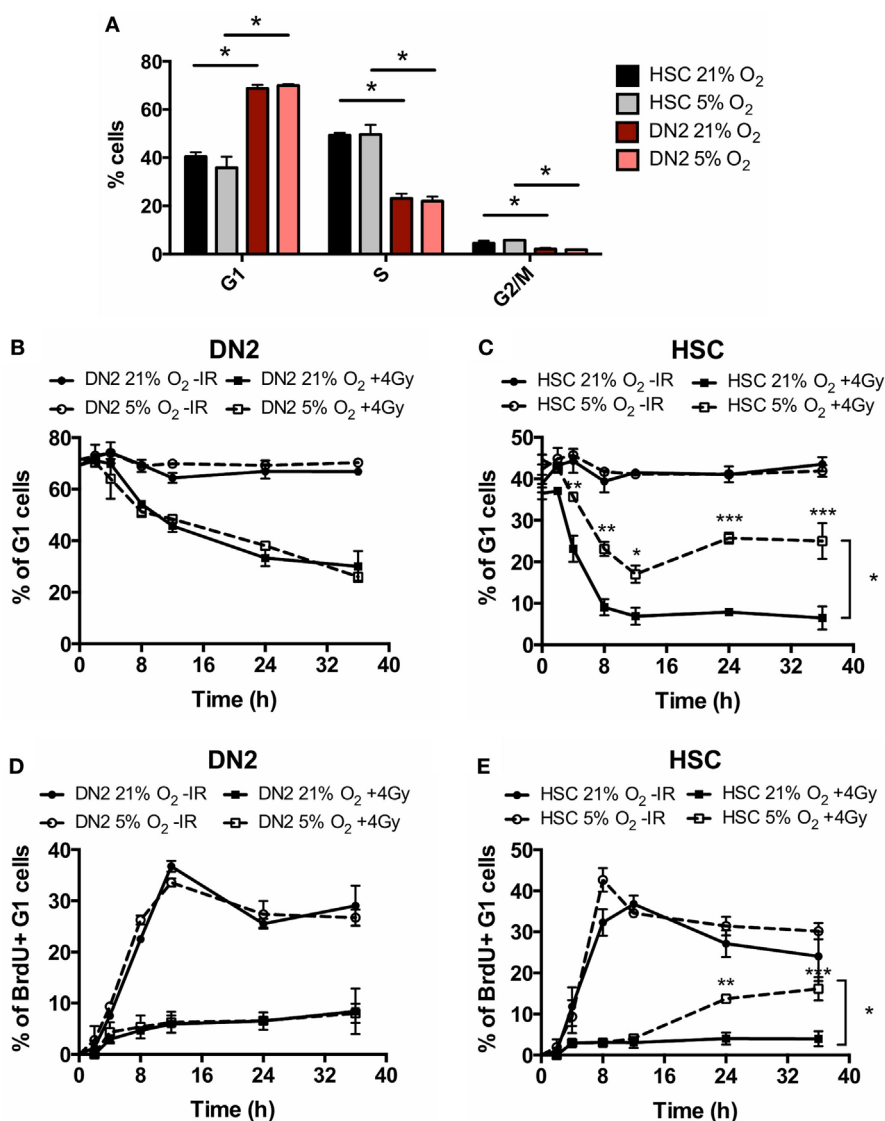 A
* *
* *
* *
80
60
40
20
0
% cells
G1 S G2/M
HSC 21% O2
HSC 5% O2
DN2 21% O2
DN2 5% O2
B DN2
DN2 21% O2 -IR DN2 21% O2 +4Gy
DN2 5% O2 -IR DN2 5% O2 +4Gy
80
60
40
20
0
% of G1 cells
0 8 16 24 32 40
Time (h)
C HSC
HSC 21% O2 -IR HSC 21% O2 +4Gy
HSC 5% O2 -IR HSC 5% O2 +4Gy
50
40
30
20
10
0
% of G1 cells
** ** * *** *** *
0 8 16 24 32 40
Time (h)
D DN2
DN2 21% O2 -IR DN2 21% O2 +4Gy
DN2 5% O2 -IR DN2 5% O2 +4Gy
40
30
20
10
0
% of BrdU+ G1 cells
0 8 16 24 32 40
Time (h)
E HSC
HSC 21% O2 -IR HSC 21% O2 +4Gy
HSC 5% O2 -IR HSC 5% O2 +4Gy
50
40
30
20
10
0
% of BrdU+ G1 cells
** *** *
0 8 16 24 32 40
Time (h)